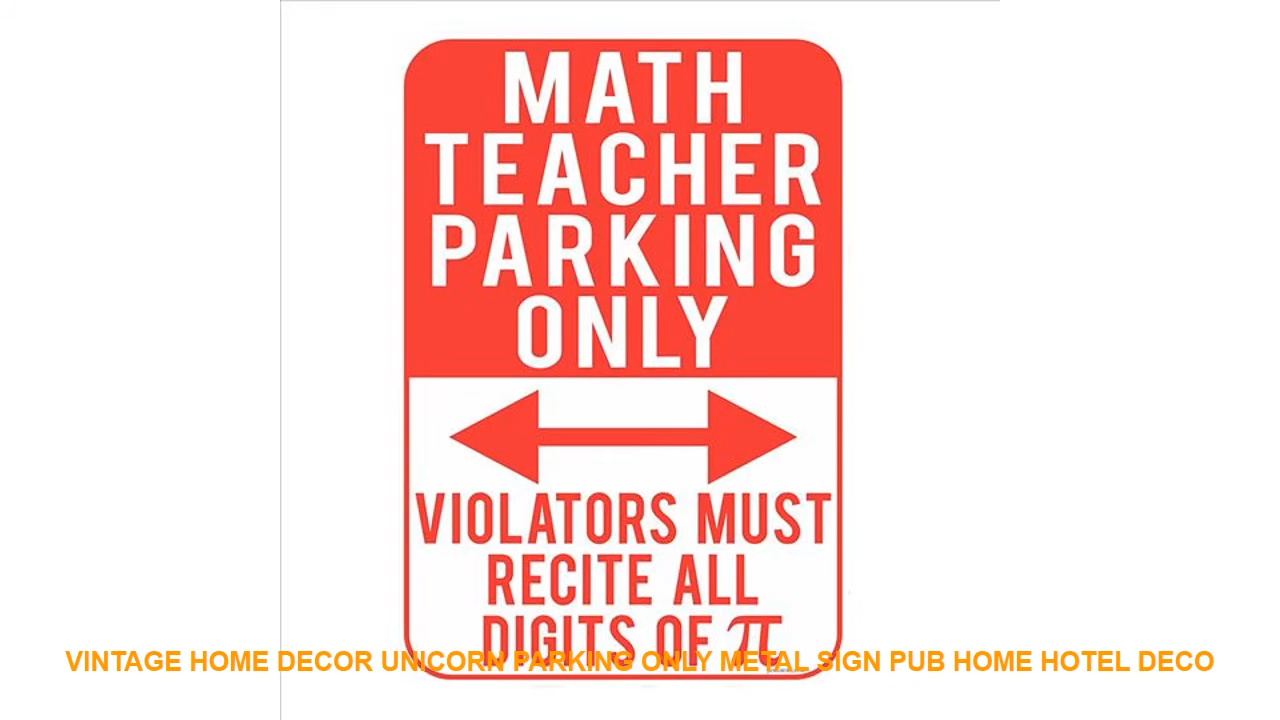 MATH
TEACHER
PARKING
ONLY
VIOLATORS MUST
RECITE ALL
DIGITS OF π
VINTAGE HOME DECOR UNICORN PARKING ONLY METAL SIGN PUB HOME HOTEL DECO